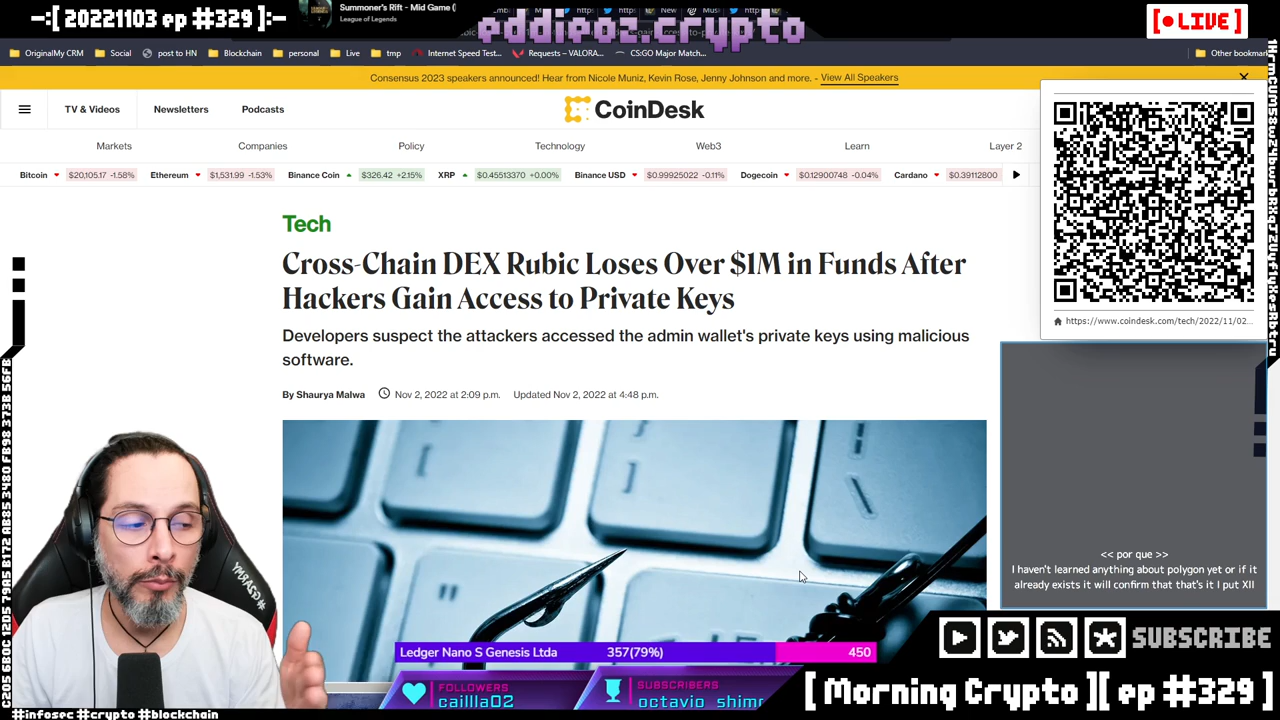 -:[ 20221103 ep #329 ]:-
Summoner's Rift - Mid Game (
League of Legends
eddieoz.crypto
[ ● LIVE ]
OriginalMy CRM
Social
post to HN
Blockchain
personal
Live
tmp
Internet Speed Test...
Requests – VALORA...
CS:GO Major Match...
Other bookmar
Consensus 2023 speakers announced! Hear from Nicole Muniz, Kevin Rose, Jenny Johnson and more. - View All Speakers
TV & Videos
Newsletters
Podcasts
CoinDesk
Markets
Companies
Policy
Technology
Web3
Learn
Layer 2
Bitcoin $20,105.17 -1.58%
Ethereum $1,531.99 -1.53%
Binance Coin $326.42 +2.15%
XRP $0.45513370 +0.00%
Binance USD $0.99925022 -0.11%
Dogecoin $0.12900748 -0.04%
Cardano $0.39112800
https://www.coindesk.com/tech/2022/11/02...
Tech
Cross-Chain DEX Rubic Loses Over $1M in Funds After
Hackers Gain Access to Private Keys
Developers suspect the attackers accessed the admin wallet's private keys using malicious
software.
By Shaurya Malwa
Nov 2, 2022 at 2:09 p.m.
Updated Nov 2, 2022 at 4:48 p.m.
<< por que >>
I haven't learned anything about polygon yet or if it
already exists it will confirm that that's it I put XII
Ledger Nano S Genesis Ltda 357(79%) 450
FOLLOWERS
caillla02
SUBSCRIBERS
octavio_shimo
SUBSCRIBE
[ Morning Crypto ][ ep #329 ]
#infosec #crypto #blockchain